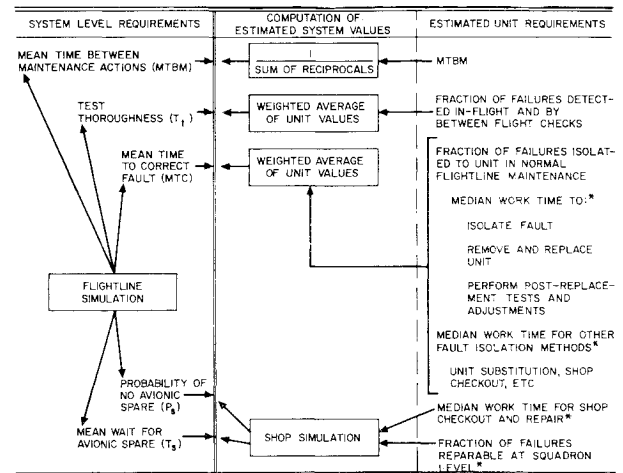 SYSTEM LEVEL REQUIREMENTS
COMPUTATION OF
ESTIMATED SYSTEM VALUES
ESTIMATED UNIT REQUIREMENTS
MEAN TIME BETWEEN
MAINTENANCE ACTIONS (MTBM)
1
SUM OF RECIPROCALS
MTBM
TEST
THOROUGHNESS (Tt)
WEIGHTED AVERAGE
OF UNIT VALUES
FRACTION OF FAILURES DETECT-
ED IN-FLIGHT AND BY
BETWEEN FLIGHT CHECKS
MEAN TIME
TO CORRECT
FAULT (MTC)
WEIGHTED AVERAGE
OF UNIT VALUES
FRACTION OF FAILURES ISOLAT-
ED TO UNIT IN NORMAL
FLIGHTLINE MAINTENANCE
MEDIAN WORK TIME TO:*
ISOLATE FAULT
REMOVE AND REPLACE
UNIT
PERFORM POST-REPLACE-
MENT TESTS AND
ADJUSTMENTS
FLIGHTLINE
SIMULATION
MEDIAN WORK TIME FOR OTHER
FAULT ISOLATION METHODS*
UNIT SUBSTITUTION, SHOP
CHECKOUT, ETC
PROBABILITY OF
NO AVIONIC
SPARE (Ps)
MEAN WAIT FOR
AVIONIC SPARE (Ts)
SHOP SIMULATION
MEDIAN WORK TIME FOR SHOP
CHECKOUT AND REPAIR*
FRACTION OF FAILURES
REPARABLE AT SQUADRON
LEVEL*